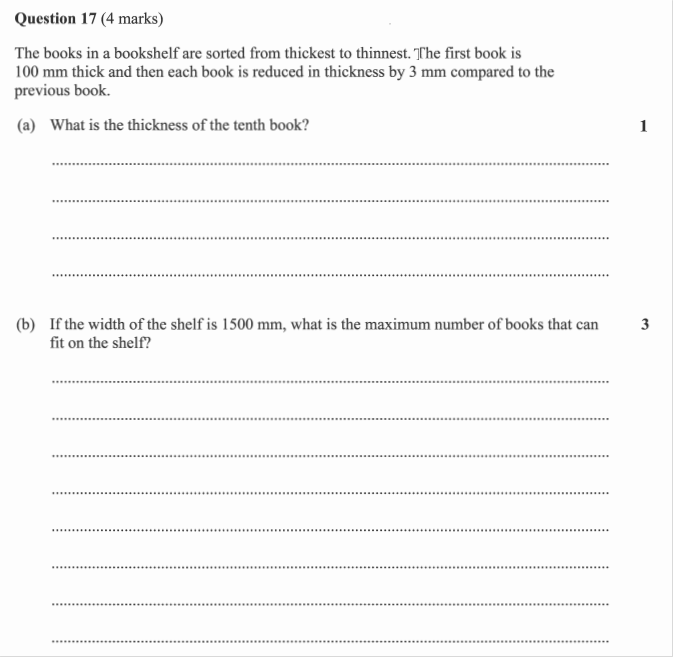 Question 17 (4 marks)
The books in a bookshelf are sorted from thickest to thinnest. The first book is
100 mm thick and then each book is reduced in thickness by 3 mm compared to the
previous book.
(a) What is the thickness of the tenth book? 1
(b) If the width of the shelf is 1500 mm, what is the maximum number of books that can 3
fit on the shelf?